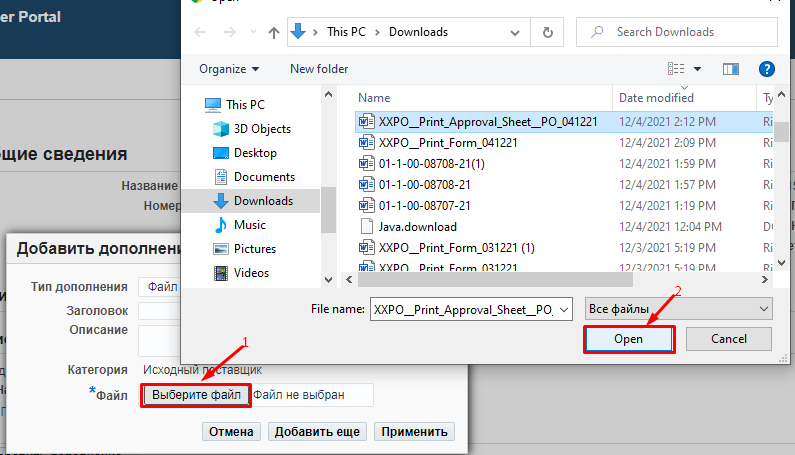 er Portal
Open
This PC > Downloads
Search Downloads
Organize
New folder
This PC
3D Objects
Desktop
Documents
Downloads
Music
Pictures
Videos
Name Date modified Ty
XXPO__Print_Approval_Sheet__PO_041221 12/4/2021 2:12 PM Ri
XXPO__Print_Form_041221 12/4/2021 2:09 PM Ri
01-1-00-08708-21(1) 12/4/2021 1:59 PM Ri
01-1-00-08708-21 12/4/2021 1:57 PM Ri
01-1-00-08707-21 12/4/2021 1:19 PM Ri
Java.download 12/4/2021 12:04 PM DO
XXPO__Print_Form_031221 (1) 12/3/2021 5:19 PM Ri
XXPO__Print_Form_031221 12/3/2021 5:19 PM Ri
File name: XXPO__Print_Approval_Sheet__PO_
Все файлы
2
Open Cancel
бщие сведения
Название
Номер
Добавить дополнени
Тип дополнения Файл
Заголовок
Описание
1
Категория Исходный поставщик
*Файл Выберите файл Файл не выбран
Отмена Добавить еще Применить